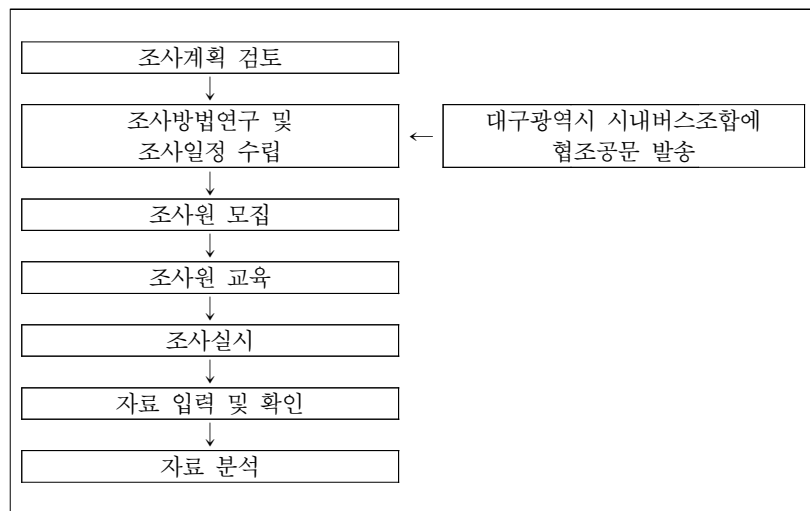 조사계획 검토
↓
조사방법연구 및
조사일정 수립
←
대구광역시 시내버스조합에
협조공문 발송
↓
조사원 모집
↓
조사원 교육
↓
조사실시
↓
자료 입력 및 확인
↓
자료 분석